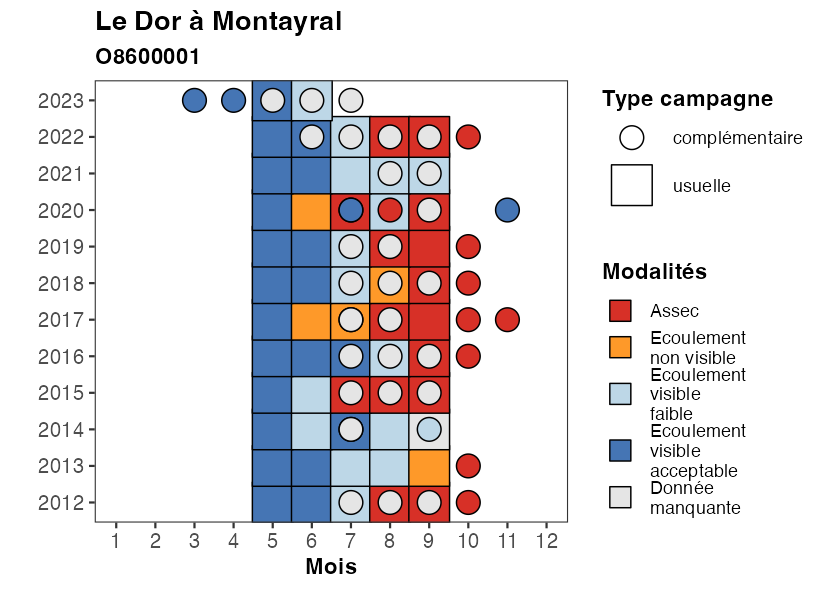 Le Dor à Montayral
O8600001
2023
2022
2021
2020
2019
2018
2017
2016
2015
2014
2013
2012
1 2 3 4 5 6 7 8 9 10 11 12
Mois
Type campagne
complémentaire
usuelle
Modalités
Assec
Ecoulement
non visible
Ecoulement
visible
faible
Ecoulement
visible
acceptable
Donnée
manquante